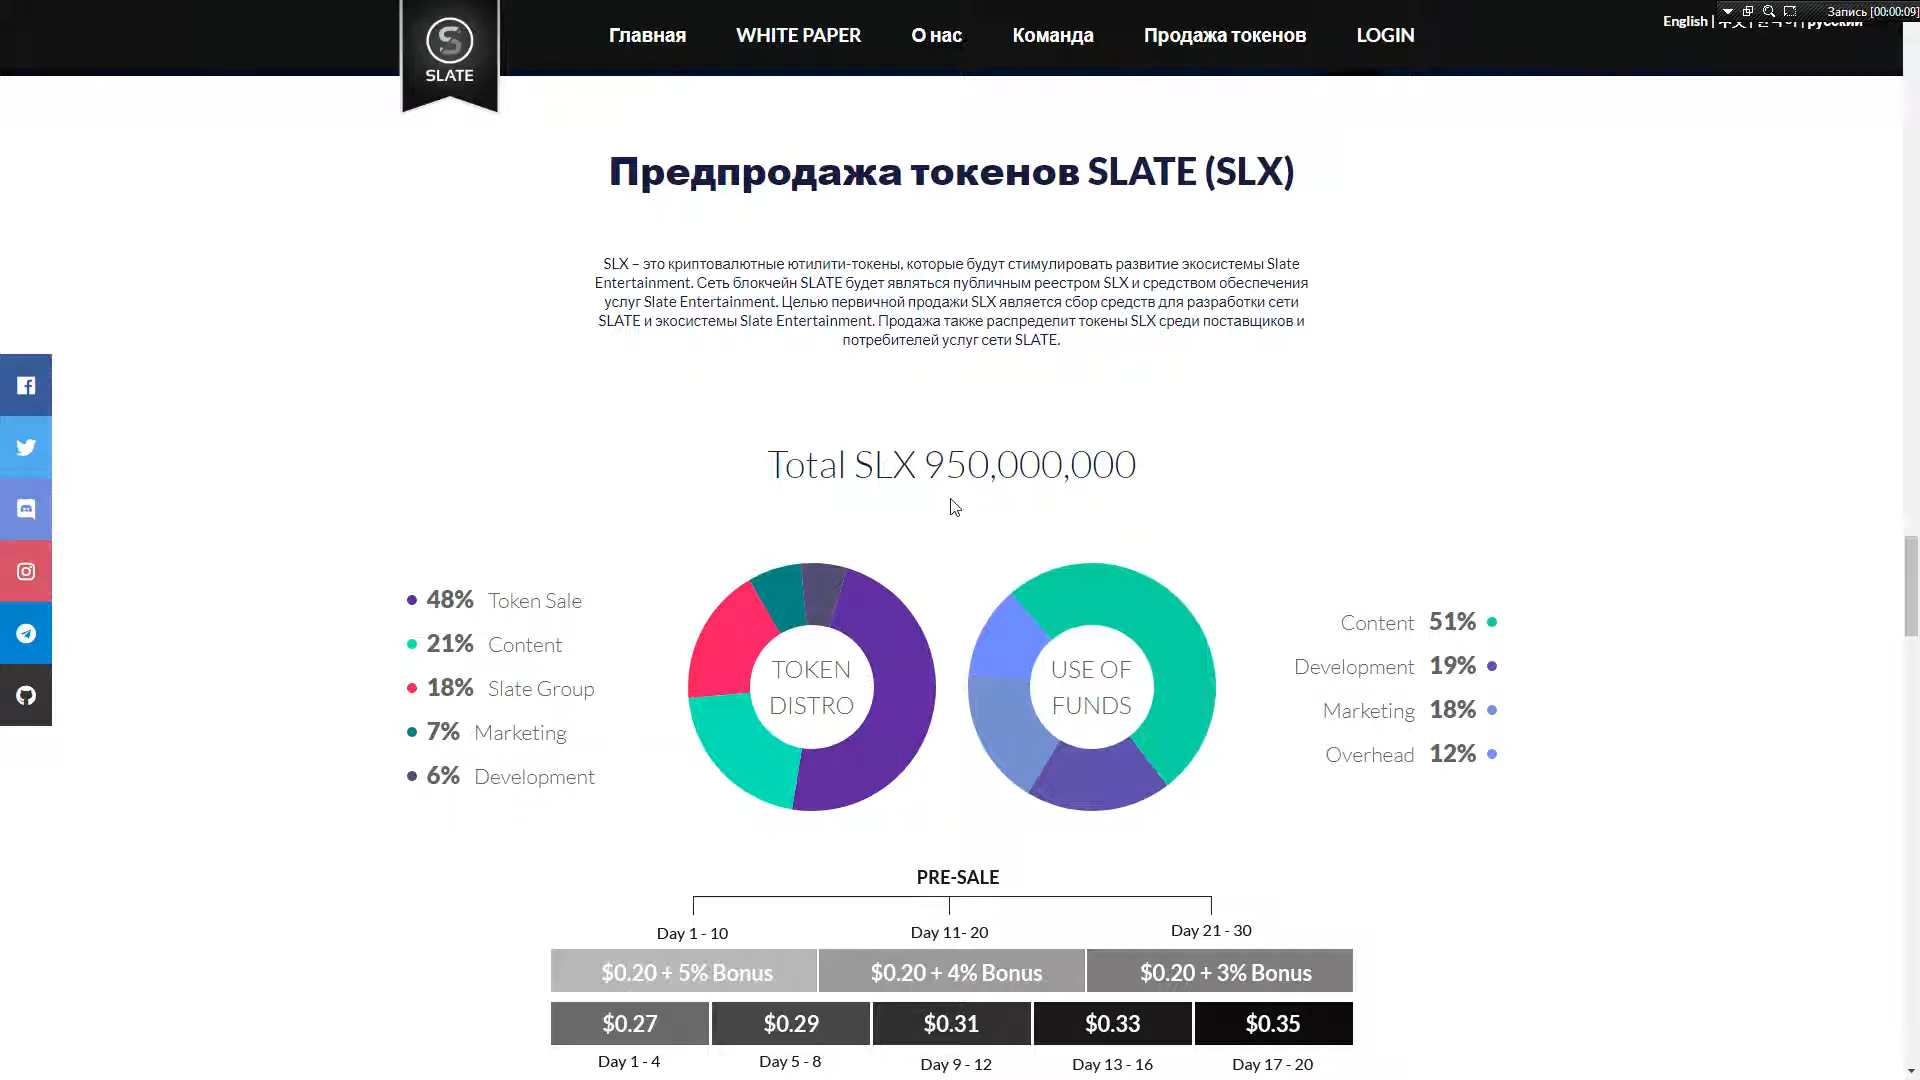 SLATE
Главная WHITE PAPER О нас Команда Продажа токенов LOGIN
English |
Запись [00:00:09]
Предпродажа токенов SLATE (SLX)
SLX – это криптовалютные ютилити-токены, которые будут стимулировать развитие экосистемы Slate
Entertainment. Сеть блокчейн SLATE будет являться публичным реестром SLX и средством обеспечения
услуг Slate Entertainment. Целью первичной продажи SLX является сбор средств для разработки сети
SLATE и экосистемы Slate Entertainment. Продажа также распределит токены SLX среди поставщиков и
потребителей услуг сети SLATE.
Total SLX 950,000,000
48% Token Sale
21% Content
18% Slate Group
7% Marketing
6% Development
TOKEN
DISTRO
USE OF
FUNDS
Content 51%
Development 19%
Marketing 18%
Overhead 12%
PRE-SALE
Day 1 - 10 Day 11- 20 Day 21 - 30
$0.20 + 5% Bonus $0.20 + 4% Bonus $0.20 + 3% Bonus
$0.27 $0.29 $0.31 $0.33 $0.35
Day 1 - 4 Day 5 - 8 Day 9 - 12 Day 13 - 16 Day 17 - 20